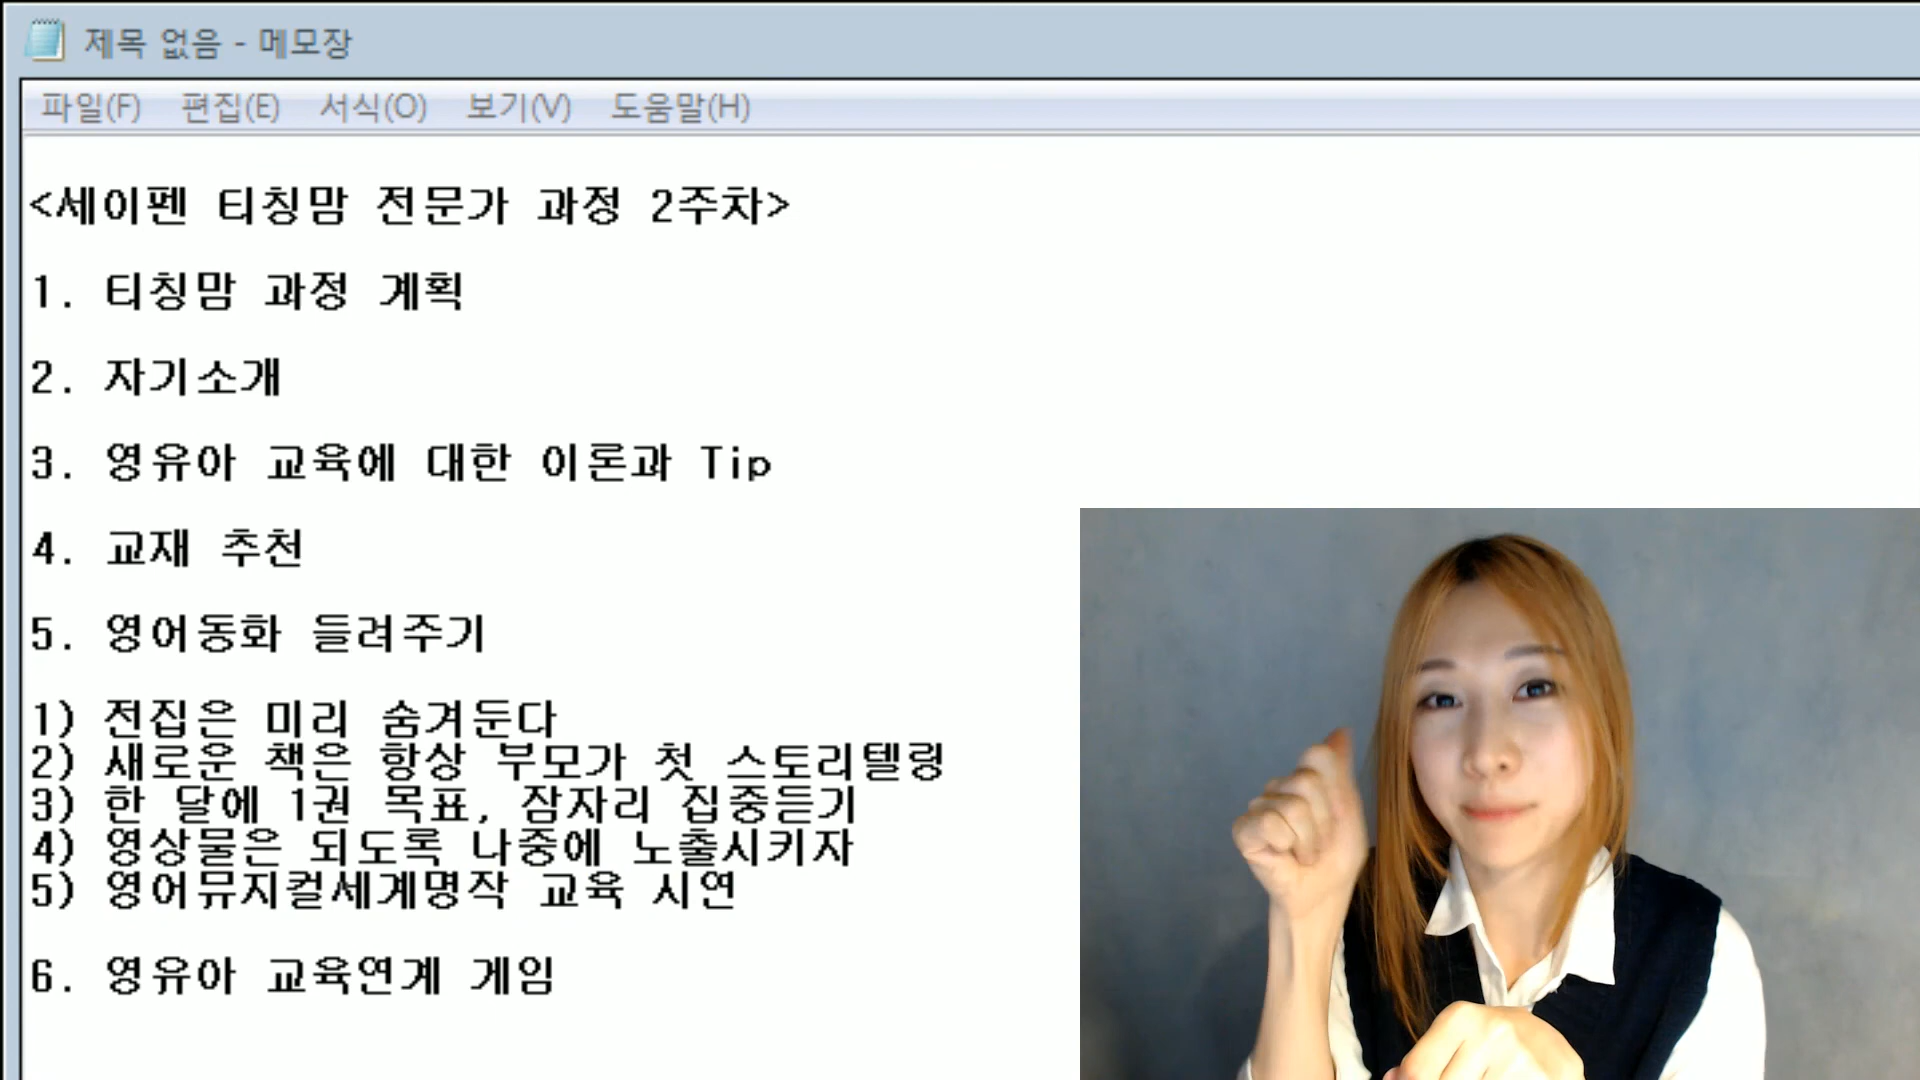 제목 없음 - 메모장
파일(F) 편집(E) 서식(O) 보기(V) 도움말(H)
<세이펜 티칭맘 전문가 과정 2주차>
1. 티칭맘 과정 계획
2. 자기소개
3. 영유아 교육에 대한 이론과 Tip
4. 교재 추천
5. 영어동화 들려주기
1) 전집은 미리 숨겨둔다
2) 새로운 책은 항상 부모가 첫 스토리텔링
3) 한 달에 1권 목표, 잠자리 집중듣기
4) 영상물은 되도록 나중에 노출시키자
5) 영어뮤지컬세계명작 교육 시연
6. 영유아 교육연계 게임